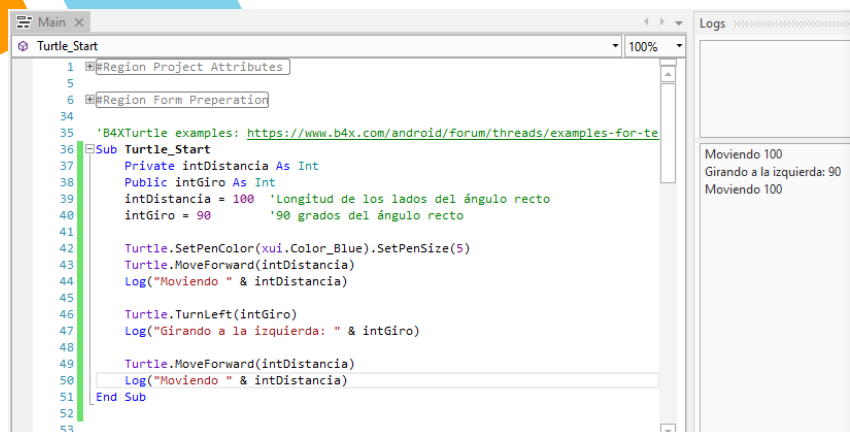 Main
Logs
Turtle_Start
100%
1 #Region Project Attributes
5
6 #Region Form Preperation
34
35 'B4XTurtle examples: https://www.b4x.com/android/forum/threads/examples-for-te
36 Sub Turtle_Start
37 Private intDistancia As Int
38 Public intGiro As Int
39 intDistancia = 100 'Longitud de los lados del ángulo recto
40 intGiro = 90 '90 grados del ángulo recto
41
42 Turtle.SetPenColor(xui.Color_Blue).SetPenSize(5)
43 Turtle.MoveForward(intDistancia)
44 Log("Moviendo " & intDistancia)
45
46 Turtle.TurnLeft(intGiro)
47 Log("Girando a la izquierda: " & intGiro)
48
49 Turtle.MoveForward(intDistancia)
50 Log("Moviendo " & intDistancia)
51 End Sub
52
53
Moviendo 100
Girando a la izquierda: 90
Moviendo 100